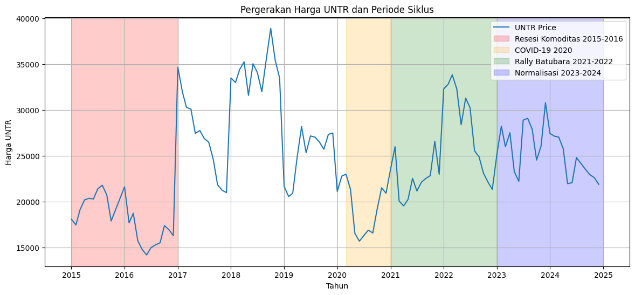 Pergerakan Harga UNTR dan Periode Siklus
40000
35000
30000
25000
20000
15000
Harga UNTR
UNTR Price
Resesi Komoditas 2015-2016
COVID-19 2020
Rally Batubara 2021-2022
Normalisasi 2023-2024
2015
2016
2017
2018
2019
2020
2021
2022
2023
2024
2025
Tahun